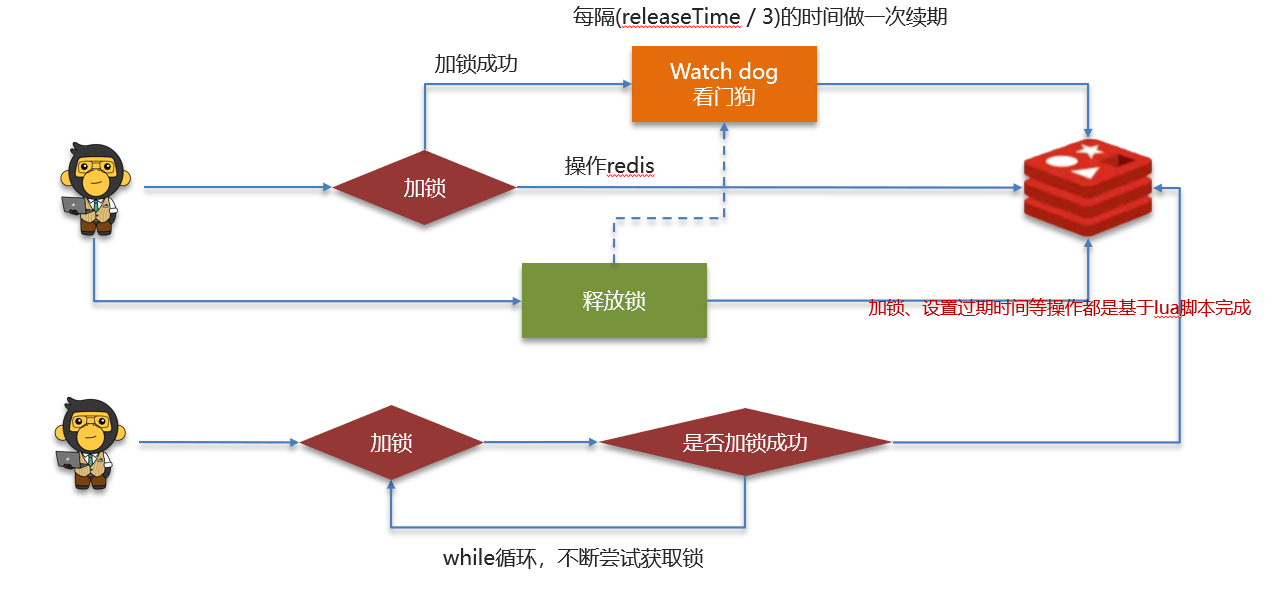 每隔(releaseTime / 3)的时间做一次续期
加锁成功
Watch dog
看门狗
操作redis
加锁
释放锁
加锁、设置过期时间等操作都是基于lua脚本完成
加锁
是否加锁成功
while循环，不断尝试获取锁